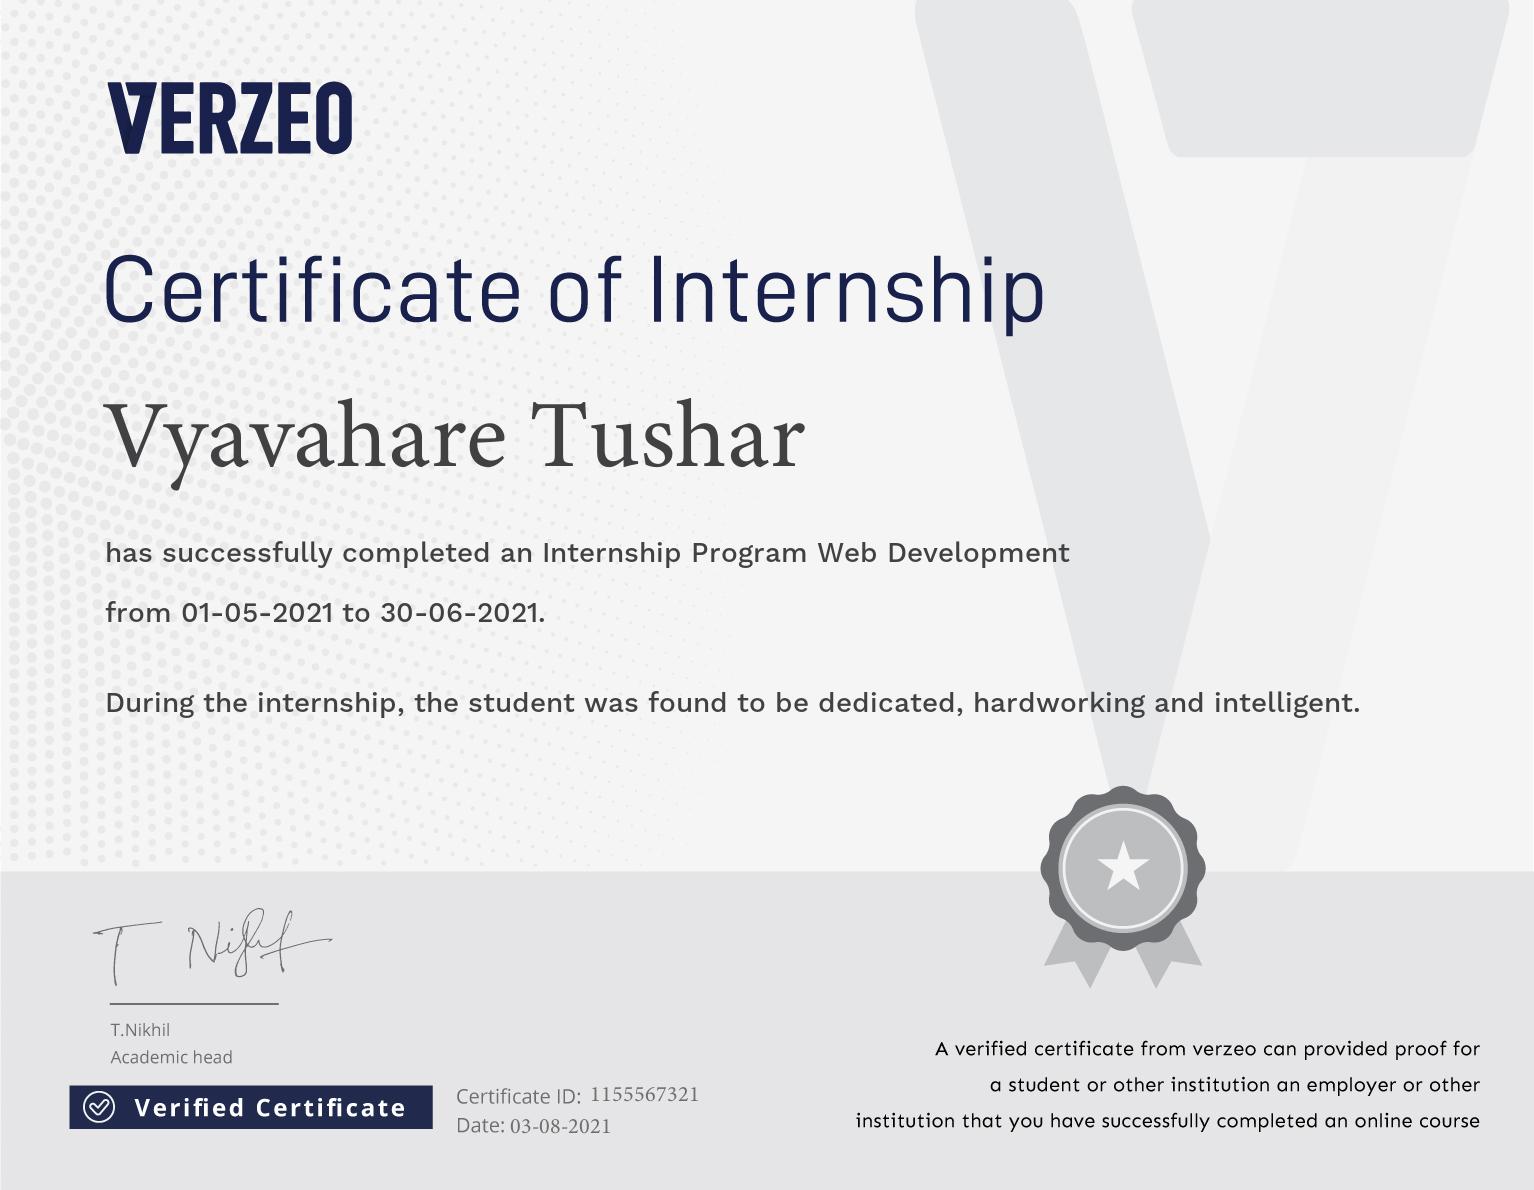 VERZEO
Certificate of Internship
Vyavahare Tushar
has successfully completed an Internship Program Web Development
from 01-05-2021 to 30-06-2021.
During the internship, the student was found to be dedicated, hardworking and intelligent.
T Nikhil
T.Nikhil
Academic head
Verified Certificate
Certificate ID: 1155567321
Date: 03-08-2021
A verified certificate from verzeo can provided proof for
a student or other institution an employer or other
institution that you have successfully completed an online course